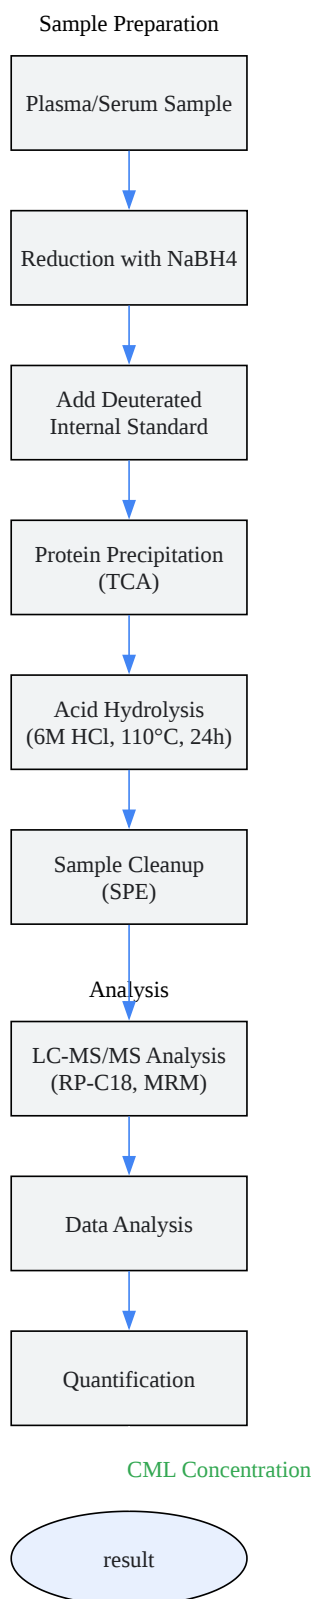 Sample Preparation
Plasma/Serum Sample
Reduction with NaBH4
Add Deuterated
Internal Standard
Protein Precipitation
(TCA)
Acid Hydrolysis
(6M HCl, 110°C, 24h)
Sample Cleanup
(SPE)
Analysis
LC-MS/MS Analysis
(RP-C18, MRM)
Data Analysis
Quantification
CML Concentration
result